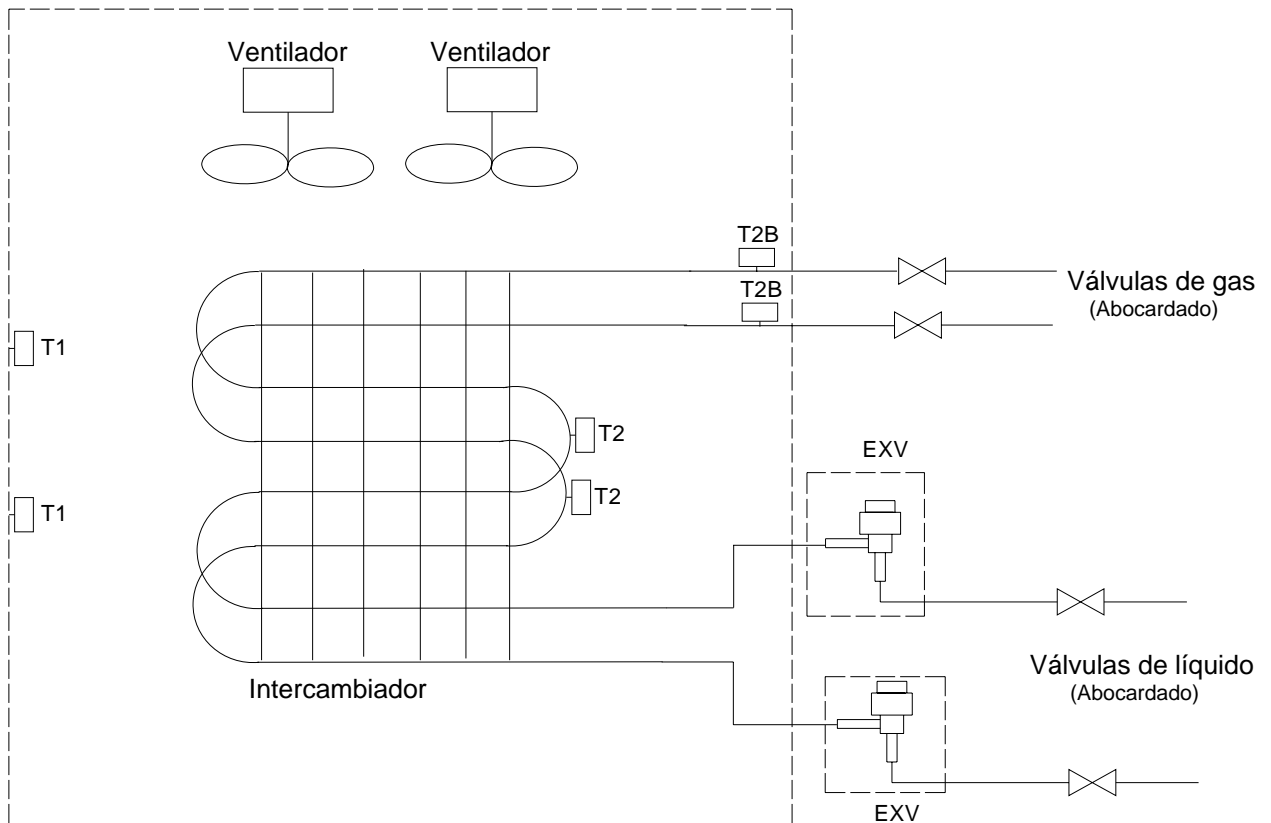 Ventilador
Ventilador
T2B
T2B
Válvulas de gas
(Abocardado)
T1
T2
EXV
T2
T1
Válvulas de líquido
(Abocardado)
Intercambiador
EXV